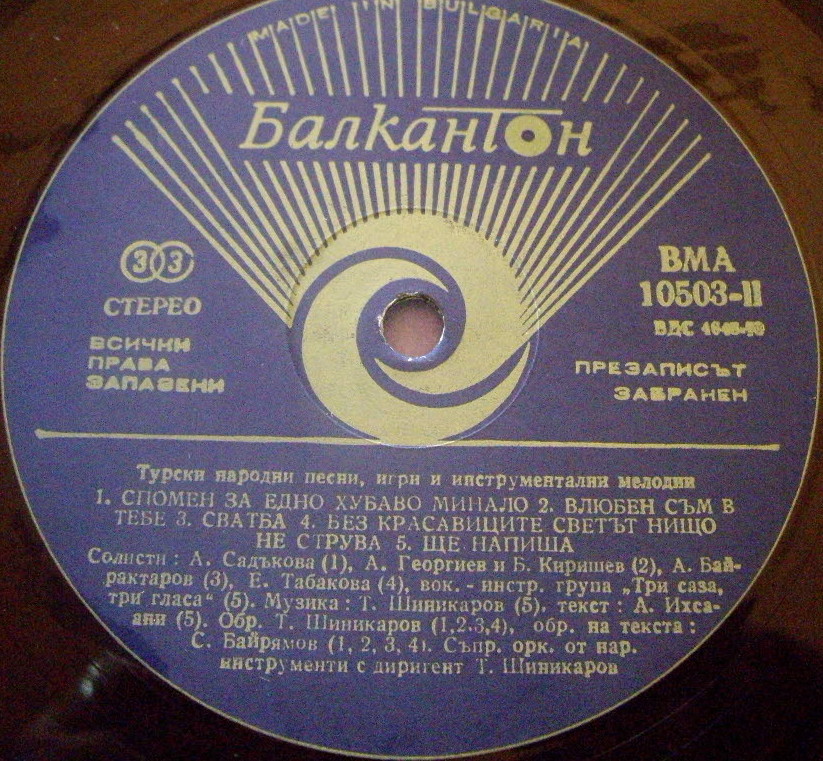 MADE IN BULGARIA
Балкантон
33
СТЕРЕО
ВСИЧКИ
ПРАВА
ЗАПАЗЕНИ
ВМА
10503-II
БДС
ПРЕЗАПИСЪТ
ЗАБРАНЕН
Турски народни песни, игри и инструментални мелодии
1. СПОМЕН ЗА ЕДНО ХУБАВО МИНАЛО 2. ВЛЮБЕН СЪМ В
ТЕБЕ 3. СВАТБА 4. БЕЗ КРАСАВИЦИТЕ СВЕТЪТ НИЩО
НЕ СТРУВА 5. ЩЕ НАПИША
Солисти : А. Садъкова (1), А. Георгиев и Б. Киришев (2), А. Бай-
рактаров (3), Е. Табакова (4), вок. - инстр. група „Три саза,
три гласа“ (5). Музика : Т. Шиникаров (5). текст : А. Ихса-
ани (5). Обр. Т. Шиникаров (1,2.3,4), обр. на текста :
С. Байрямов (1, 2, 3, 4). Съпр. орк. от нар.
инструменти с диригент Т. Шиникаров